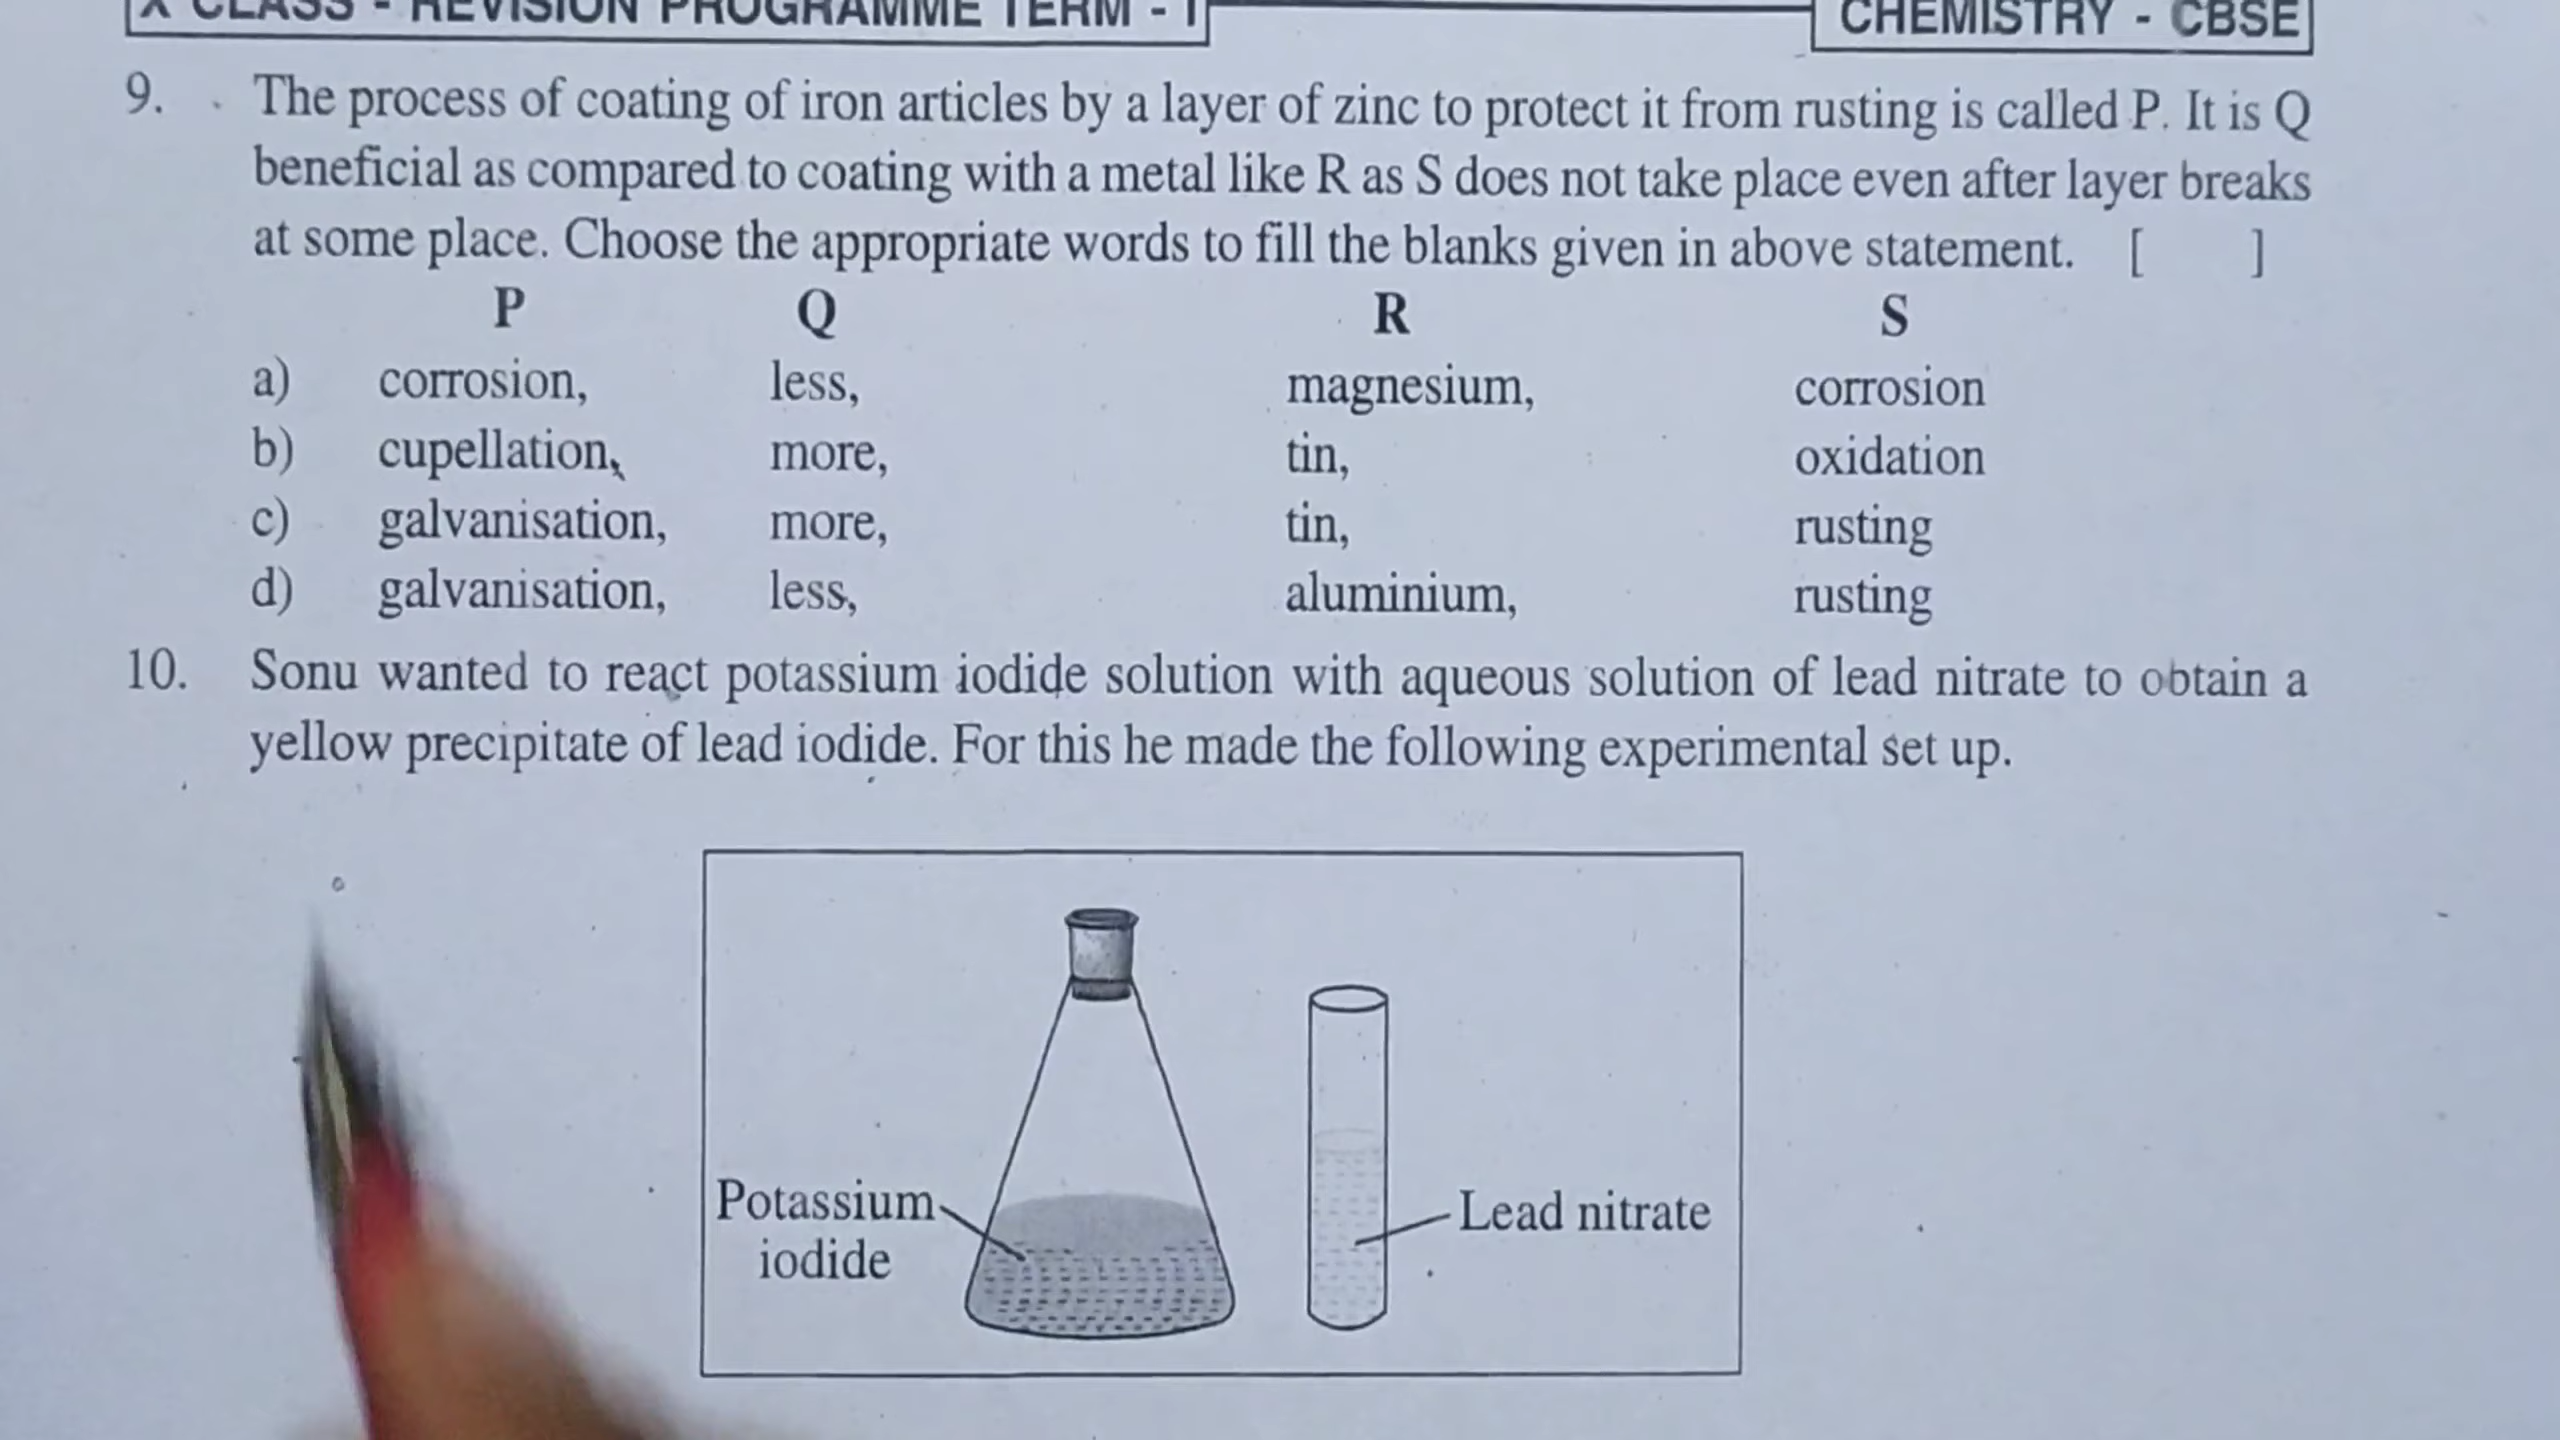 X CLASS - REVISION PROGRAMME TERM - I
CHEMISTRY - CBSE
9. The process of coating of iron articles by a layer of zinc to protect it from rusting is called P. It is Q
beneficial as compared to coating with a metal like R as S does not take place even after layer breaks
at some place. Choose the appropriate words to fill the blanks given in above statement. [ ]
P Q R S
a) corrosion, less, magnesium, corrosion
b) cupellation, more, tin, oxidation
c) galvanisation, more, tin, rusting
d) galvanisation, less, aluminium, rusting
10. Sonu wanted to react potassium iodide solution with aqueous solution of lead nitrate to obtain a
yellow precipitate of lead iodide. For this he made the following experimental set up.
Potassium
iodide
Lead nitrate